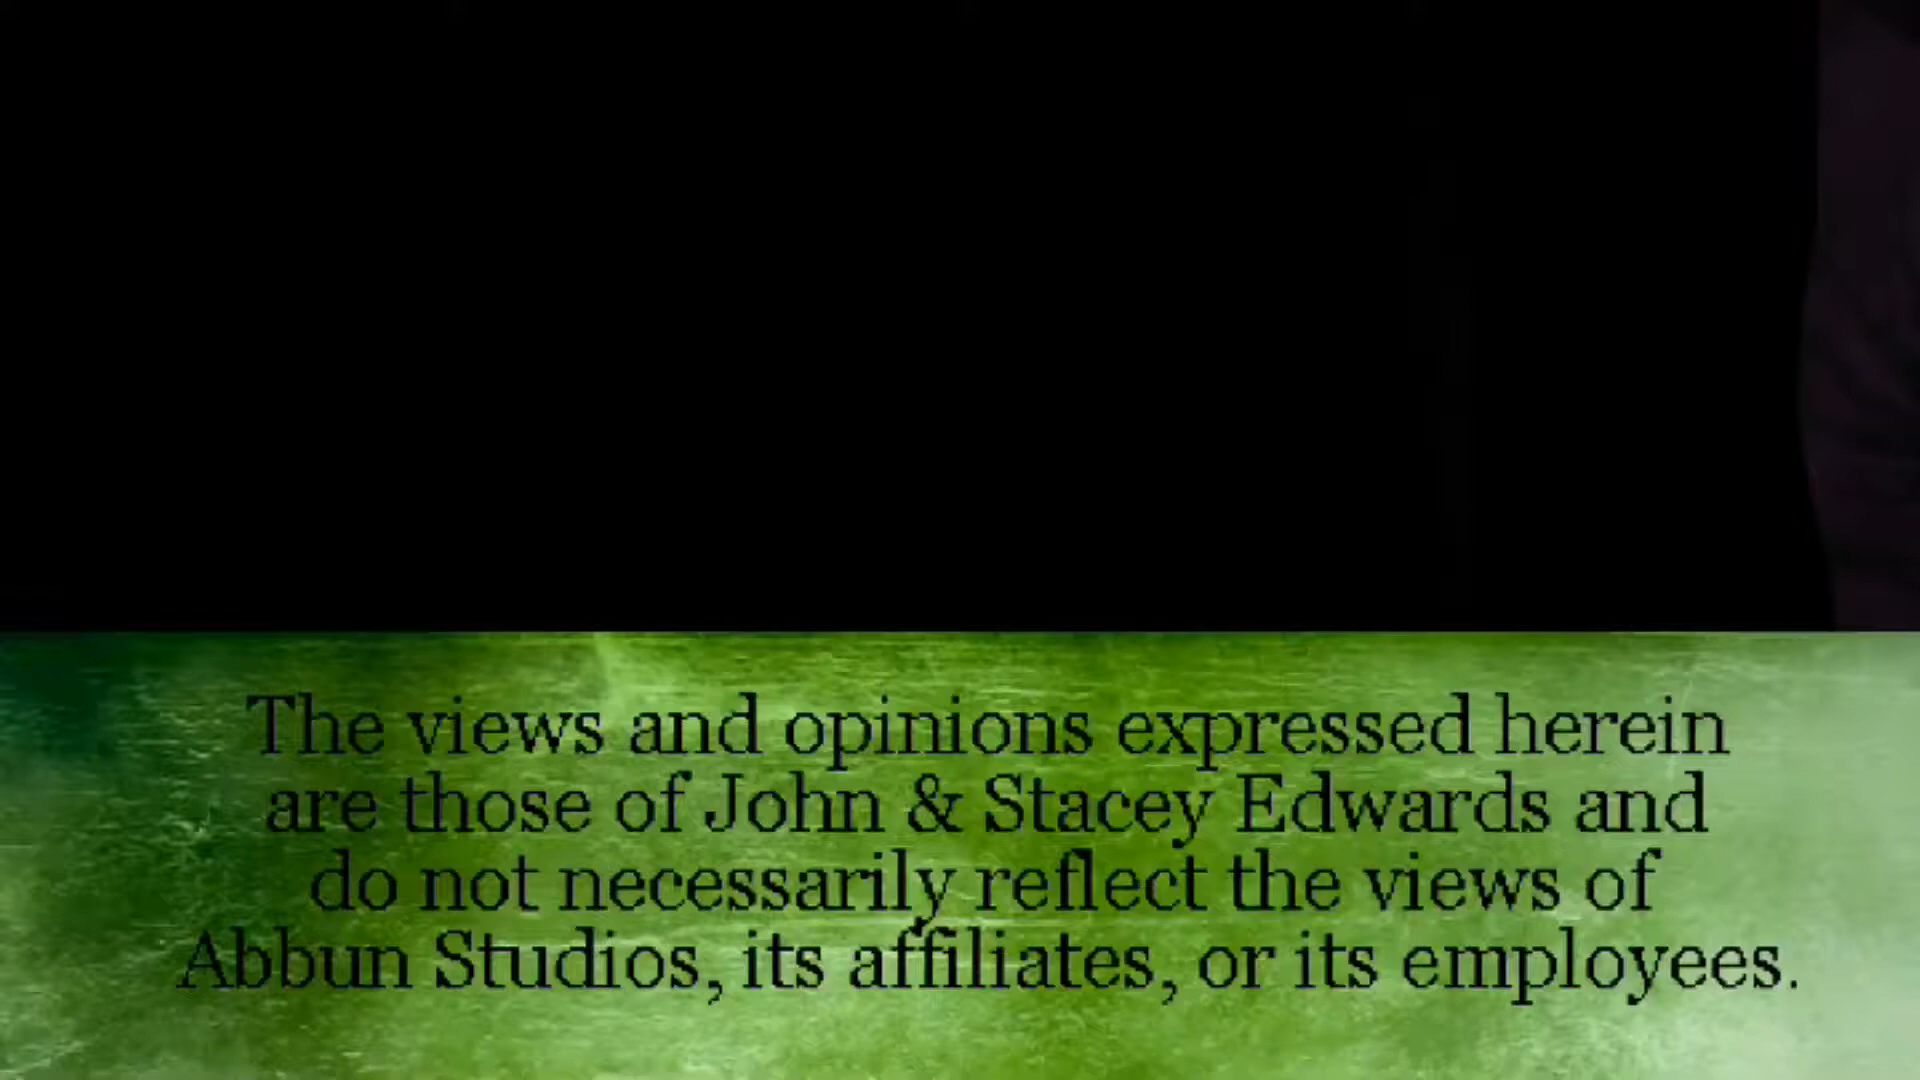 The views and opinions expressed herein
are those of John & Stacey Edwards and
do not necessarily reflect the views of
Abbun Studios, its affiliates, or its employees.